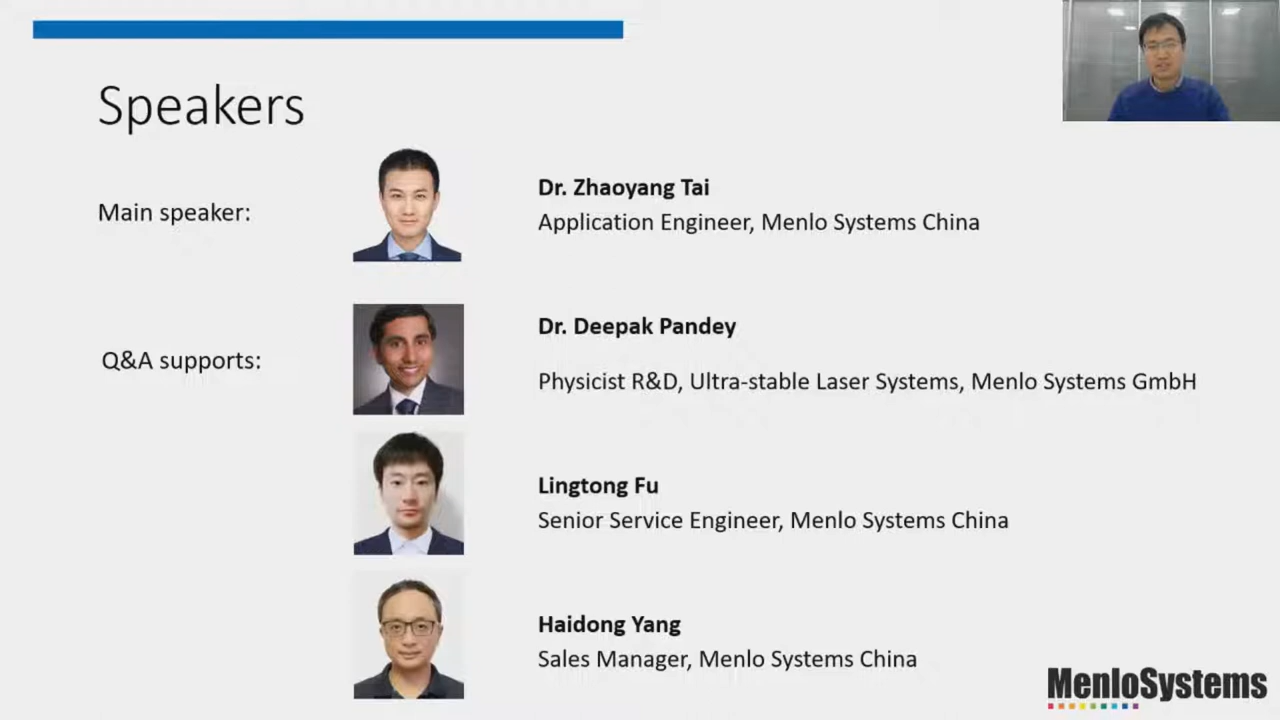 Speakers
Main speaker:
Dr. Zhaoyang Tai
Application Engineer, Menlo Systems China
Q&A supports:
Dr. Deepak Pandey
Physicist R&D, Ultra-stable Laser Systems, Menlo Systems GmbH
Lingtong Fu
Senior Service Engineer, Menlo Systems China
Haidong Yang
Sales Manager, Menlo Systems China
MenloSystems